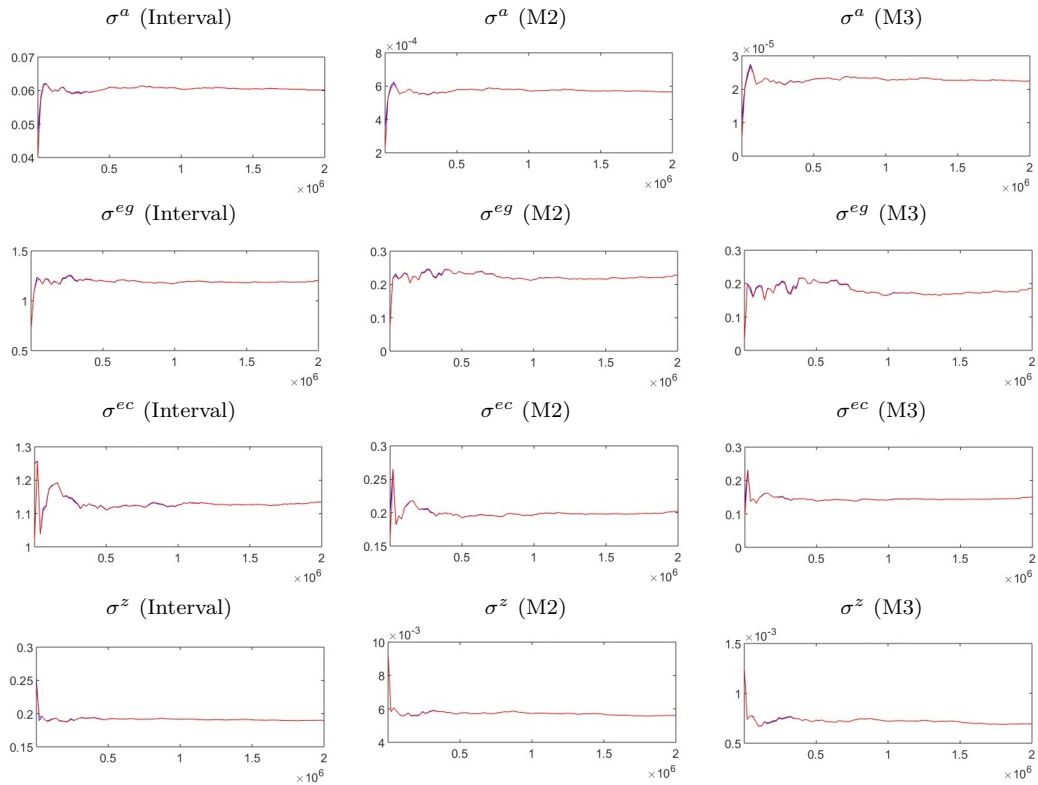 σ^a (Interval) σ^a (M2) σ^a (M3)
×10^-4 ×10^-5
0.07 8 3
0.06 6 2
0.05 4 1
0.04 2 0
0.5 1 1.5 2 0.5 1 1.5 2 0.5 1 1.5 2
×10^6 ×10^6 ×10^6
σ^eg (Interval) σ^eg (M2) σ^eg (M3)
1.5 0.3 0.3
0.2 0.2
1 0.1 0.1
0.5 0 0
0.5 1 1.5 2 0.5 1 1.5 2 0.5 1 1.5 2
×10^6 ×10^6 ×10^6
σ^ec (Interval) σ^ec (M2) σ^ec (M3)
1.3 0.3 0.3
1.2 0.25 0.2
1.1 0.2 0.1
1 0.15 0
0.5 1 1.5 2 0.5 1 1.5 2 0.5 1 1.5 2
×10^6 ×10^6 ×10^6
σ^z (Interval) σ^z (M2) σ^z (M3)
×10^-3 ×10^-3
0.3 10 1.5
0.25 8
0.2 6 1
0.15 4 0.5
0.5 1 1.5 2 0.5 1 1.5 2 0.5 1 1.5 2
×10^6 ×10^6 ×10^6